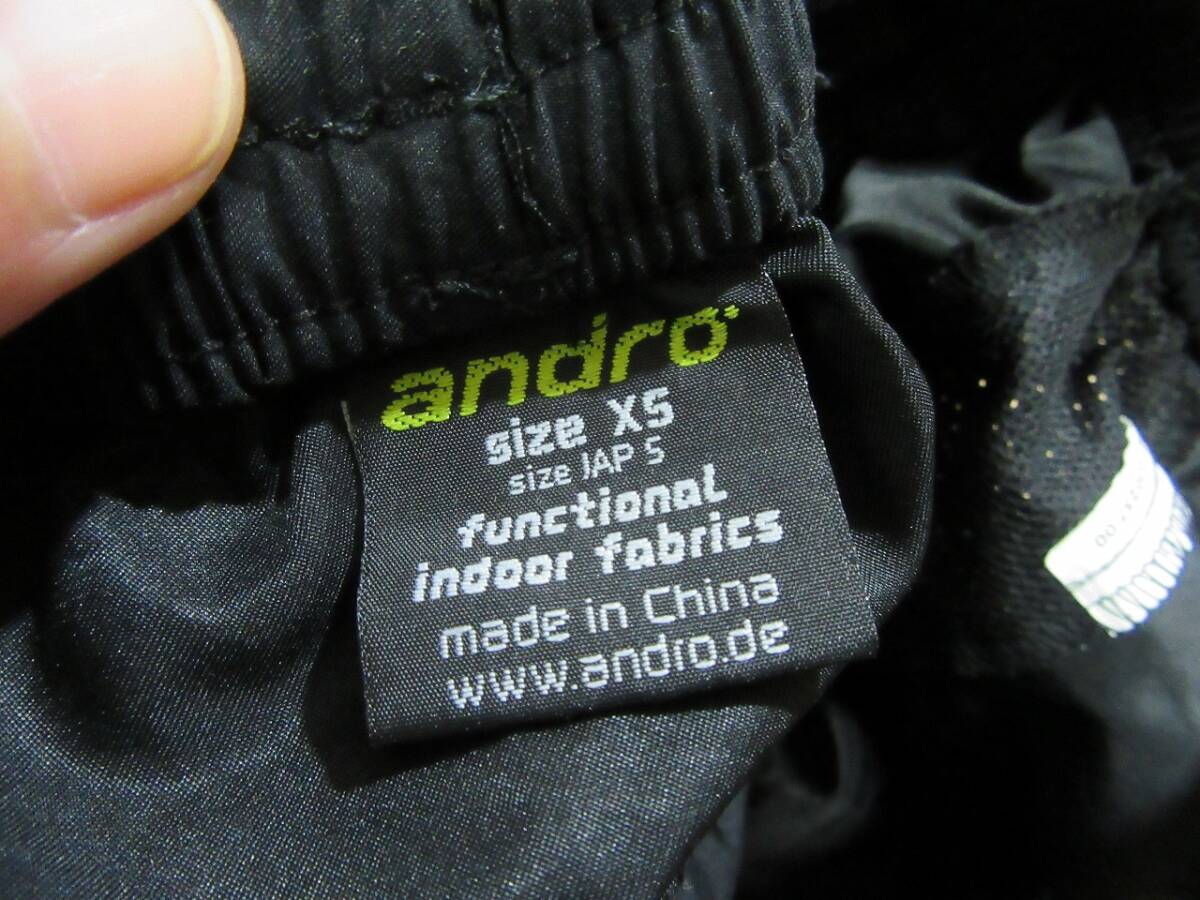 andro
size XS
size JAP S
functional
indoor fabrics
made in China
www.andro.de